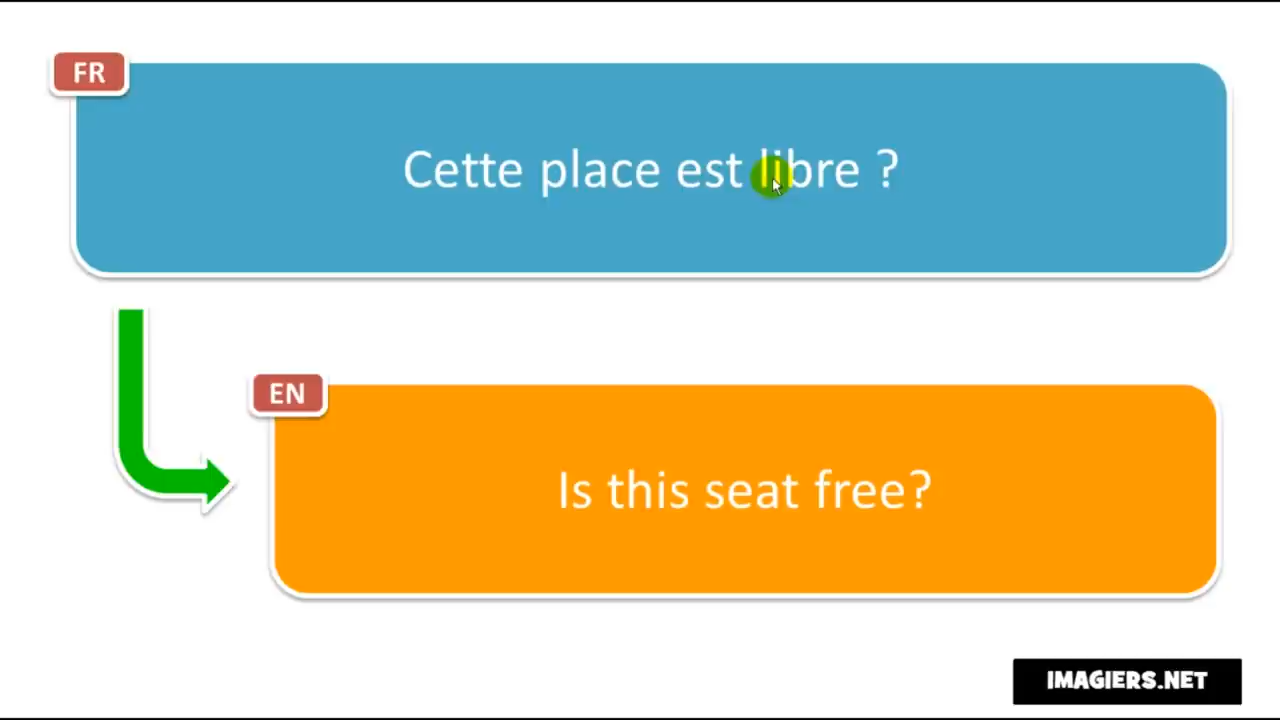 FR
Cette place est libre ?
EN
Is this seat free?
IMAGIERS.NET